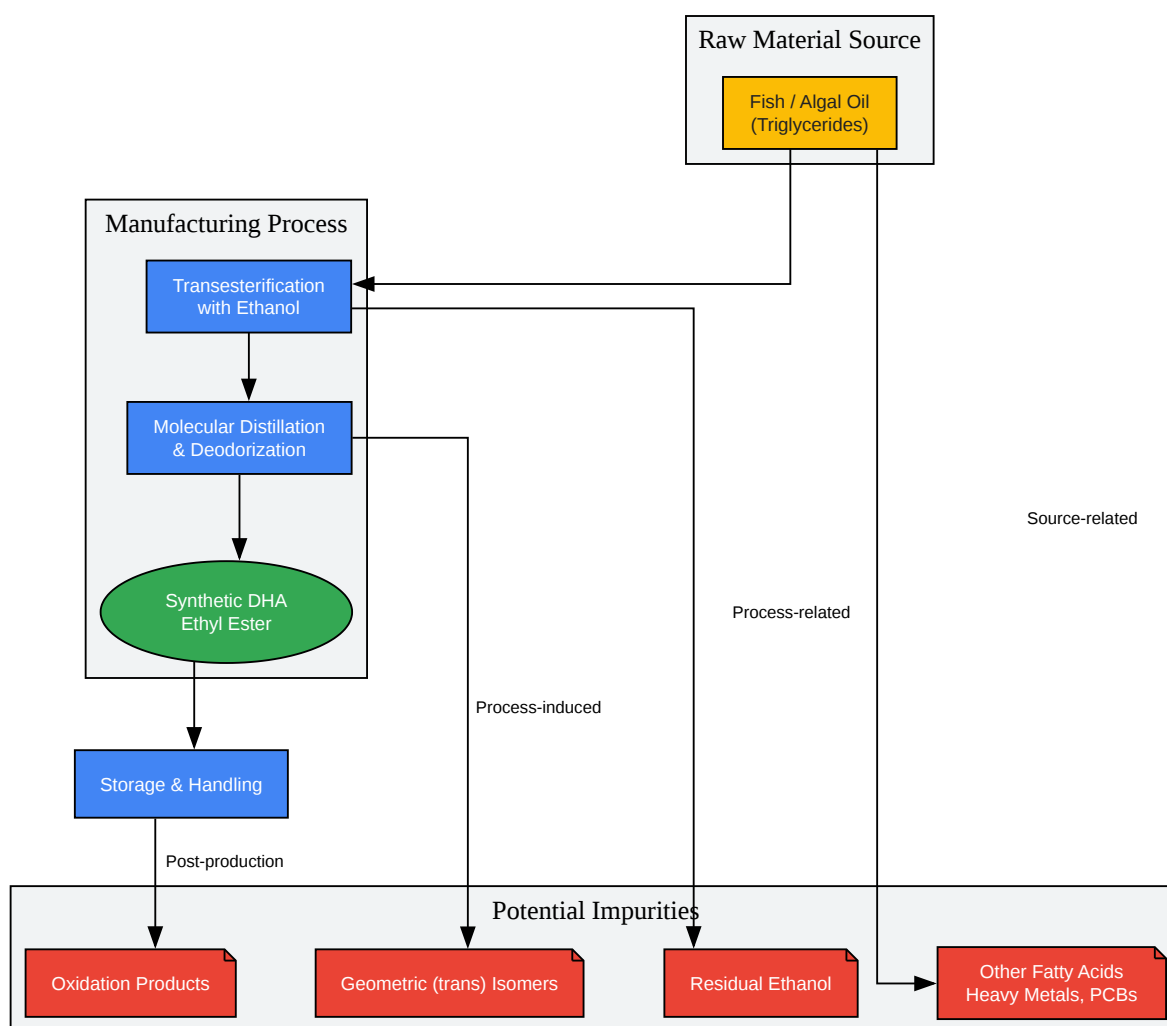 Raw Material Source
Fish / Algal Oil
(Triglycerides)
Manufacturing Process
Transesterification
with Ethanol
Molecular Distillation
& Deodorization
Source-related
Synthetic DHA
Ethyl Ester
Process-related
Process-induced
Storage & Handling
Post-production
Potential Impurities
Oxidation Products
Geometric (trans) Isomers
Residual Ethanol
Other Fatty Acids
Heavy Metals, PCBs